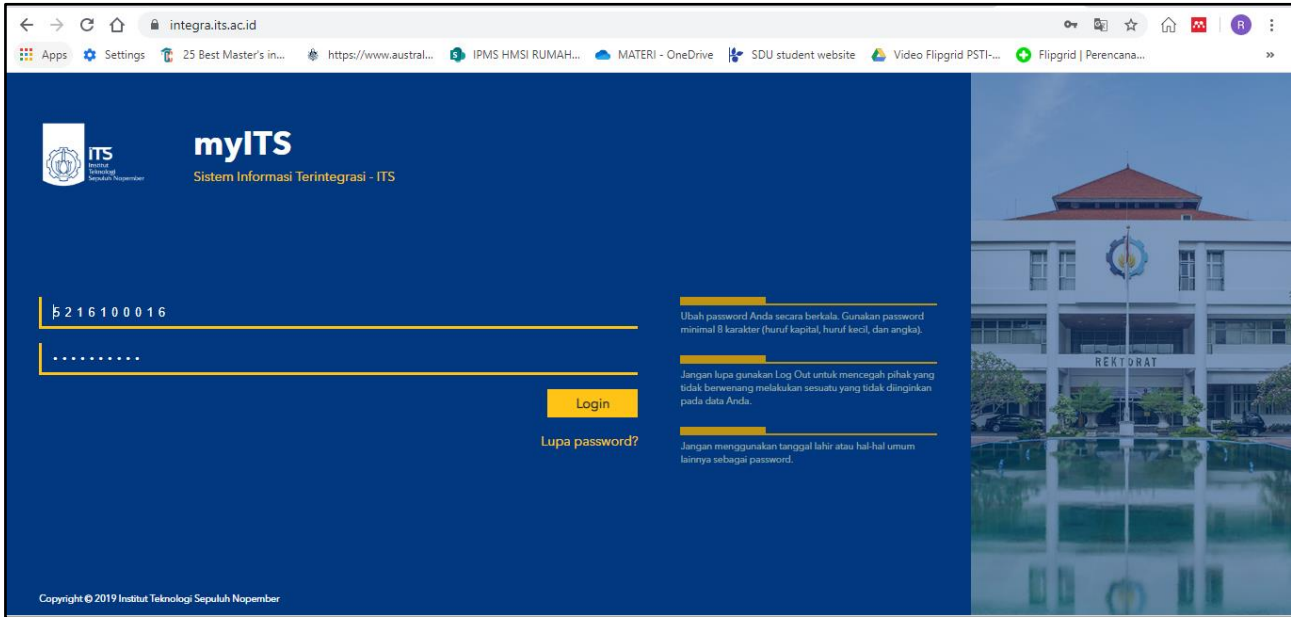 integra.its.ac.id
R
Apps Settings 25 Best Master's in... https://www.austral... IPMS HMSI RUMAH... MATERI - OneDrive SDU student website Video Flipgrid PSTI-... Flipgrid | Perencana... »
iTS
Institut
Teknologi
Sepuluh Nopember
myITS
Sistem Informasi Terintegrasi - ITS
5216100016
••••••••••
Login
Lupa password?
Ubah password Anda secara berkala. Gunakan password
minimal 8 karakter (huruf kapital, huruf kecil, dan angka).
Jangan lupa gunakan Log Out untuk mencegah pihak yang
tidak berwenang melakukan sesuatu yang tidak diinginkan
pada data Anda.
Jangan menggunakan tanggal lahir atau hal-hal umum
lainnya sebagai password.
REKTORAT
Copyright © 2019 Institut Teknologi Sepuluh Nopember